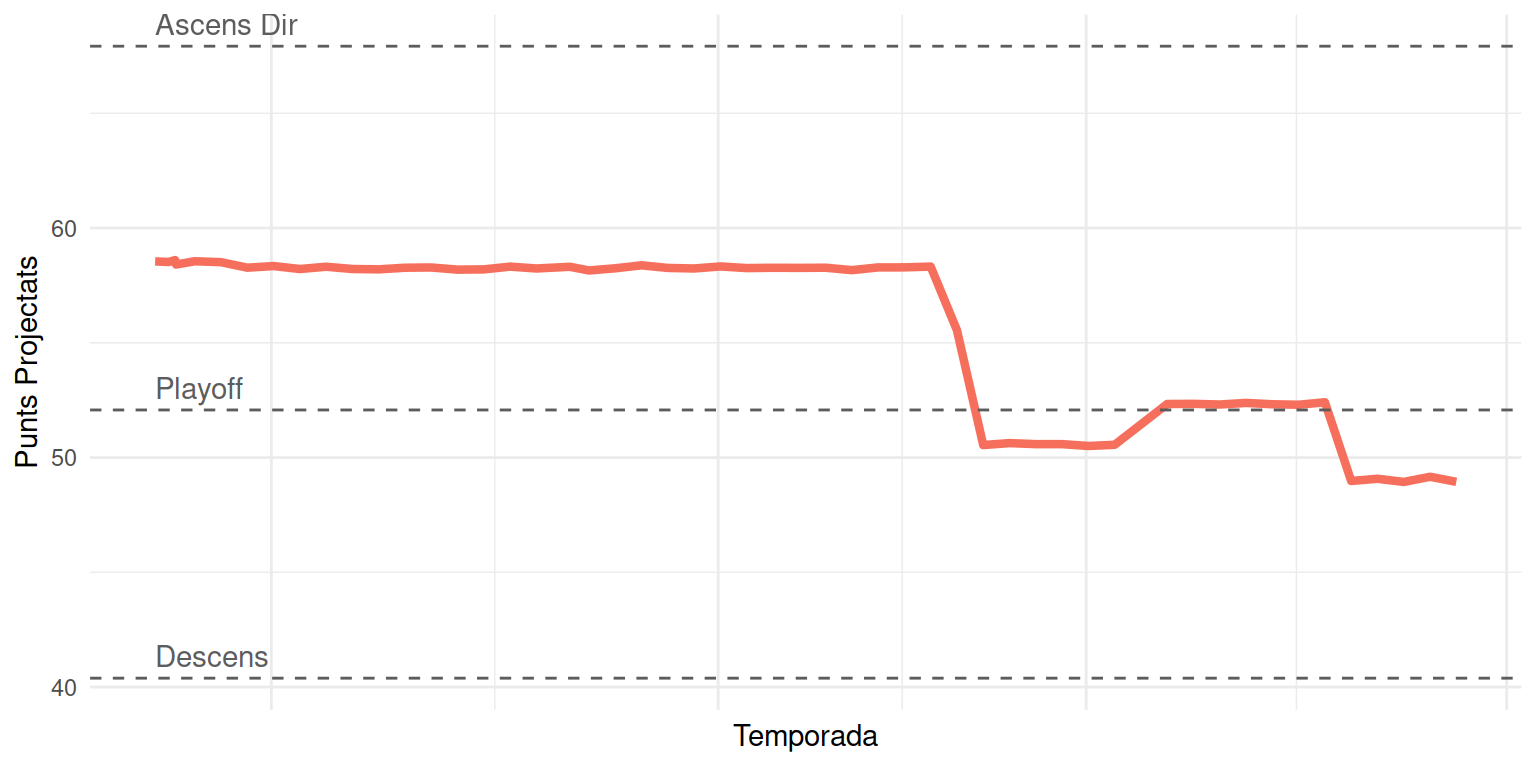 Ascens Dir
60
Playoff
50
Descens
40
Punts Projectats
Temporada